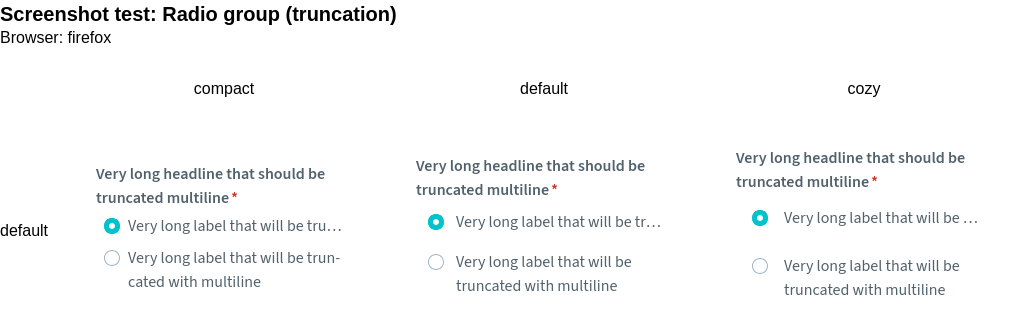 Screenshot test: Radio group (truncation)
Browser: firefox
compact
default
cozy
default
Very long headline that should be
truncated multiline *
Very long label that will be tru…
Very long label that will be trun-
cated with multiline
Very long headline that should be
truncated multiline *
Very long label that will be tr…
Very long label that will be
truncated with multiline
Very long headline that should be
truncated multiline *
Very long label that will be …
Very long label that will be
truncated with multiline